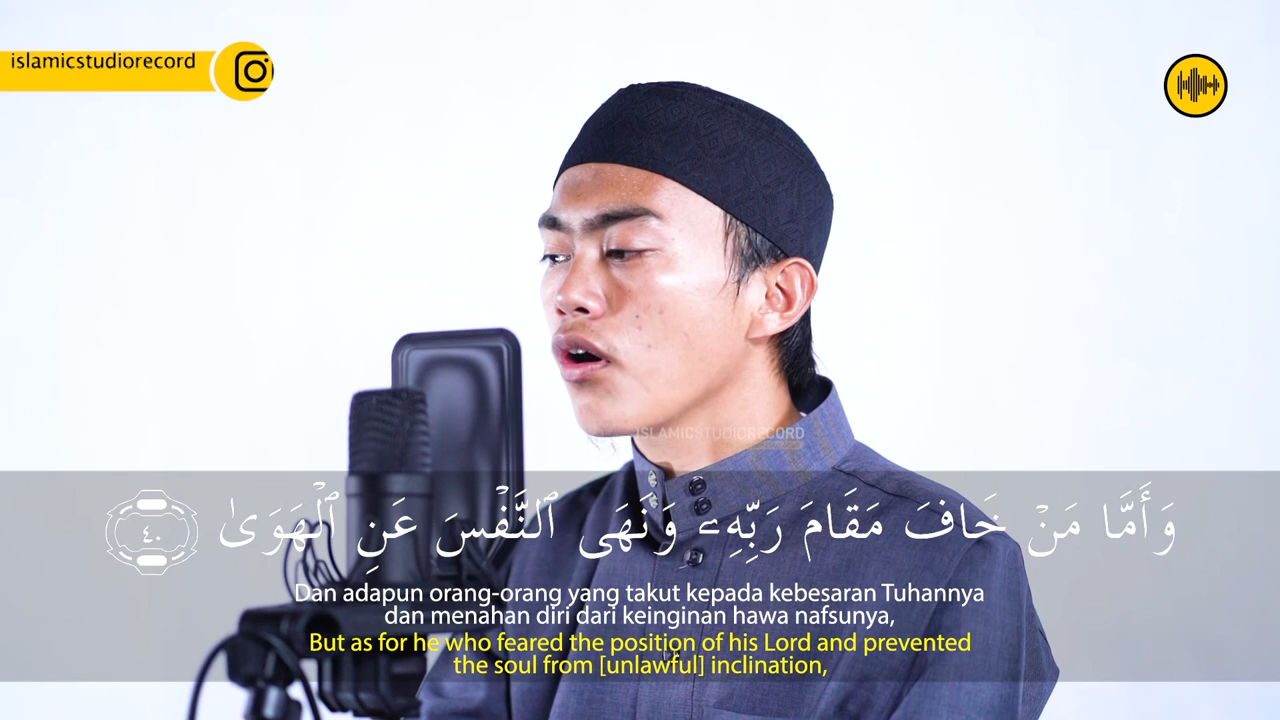 islamicstudiorecord
ISLAMICSTUDIORECORD
وَأَمَّا مَنْ خَافَ مَقَامَ رَبِّهِۦ وَنَهَى ٱلنَّفْسَ عَنِ ٱلْهَوَىٰ ٤٠
Dan adapun orang-orang yang takut kepada kebesaran Tuhannya
dan menahan diri dari keinginan hawa nafsunya,
But as for he who feared the position of his Lord and prevented
the soul from [unlawful] inclination,